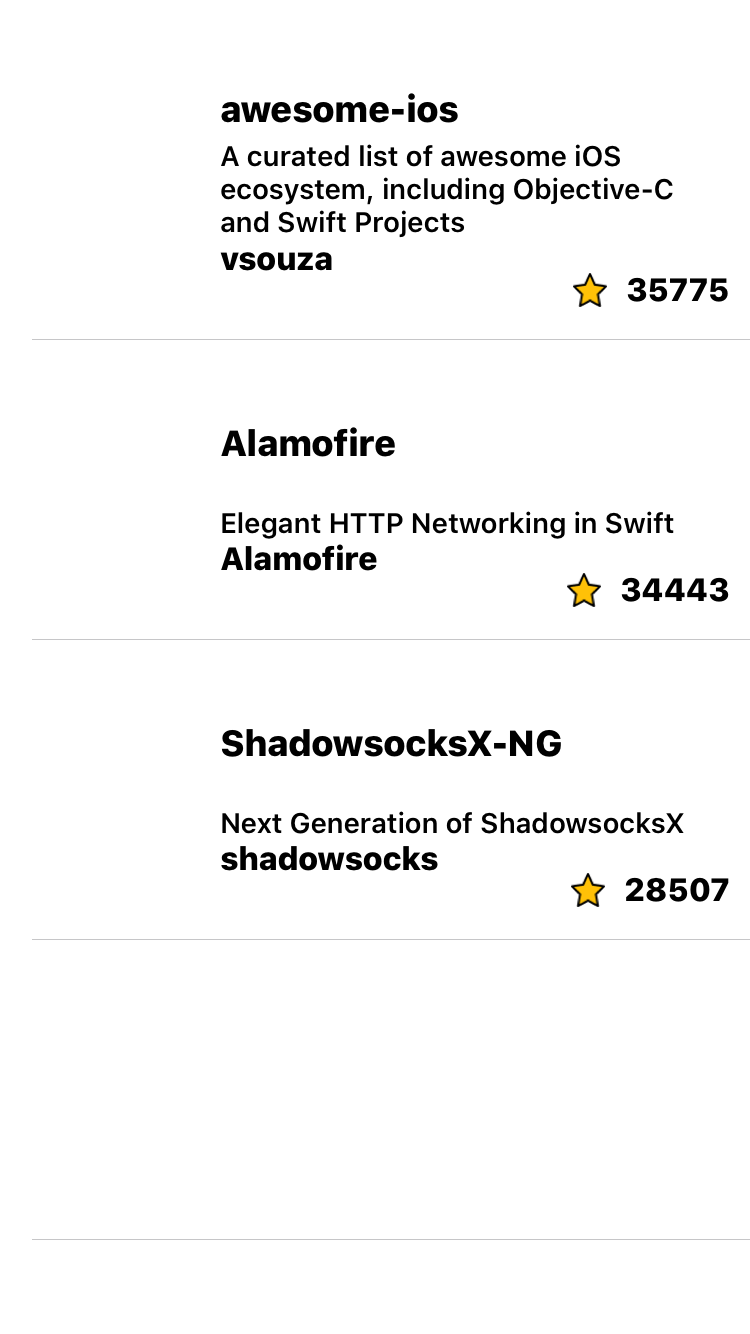 awesome-ios
A curated list of awesome iOS
ecosystem, including Objective-C
and Swift Projects
vsouza
35775
Alamofire
Elegant HTTP Networking in Swift
Alamofire
34443
ShadowsocksX-NG
Next Generation of ShadowsocksX
shadowsocks
28507